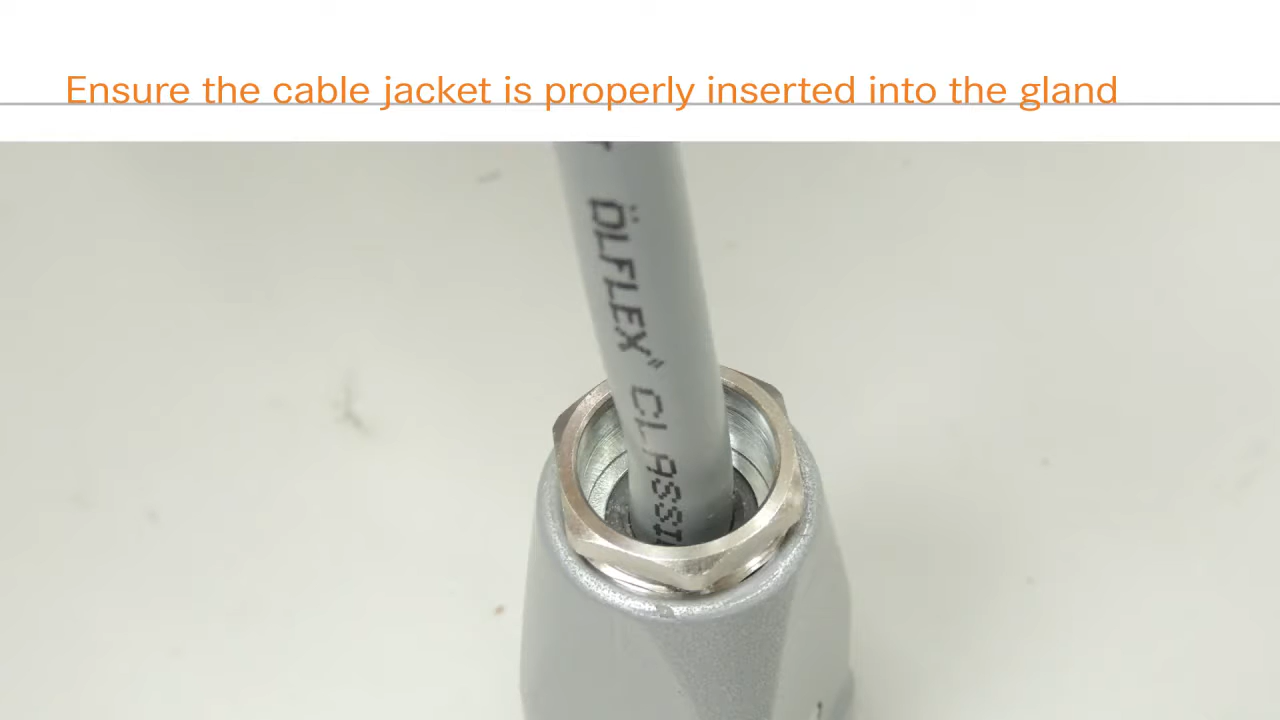 Ensure the cable jacket is properly inserted into the gland
ÖLFLEX® CLASSI